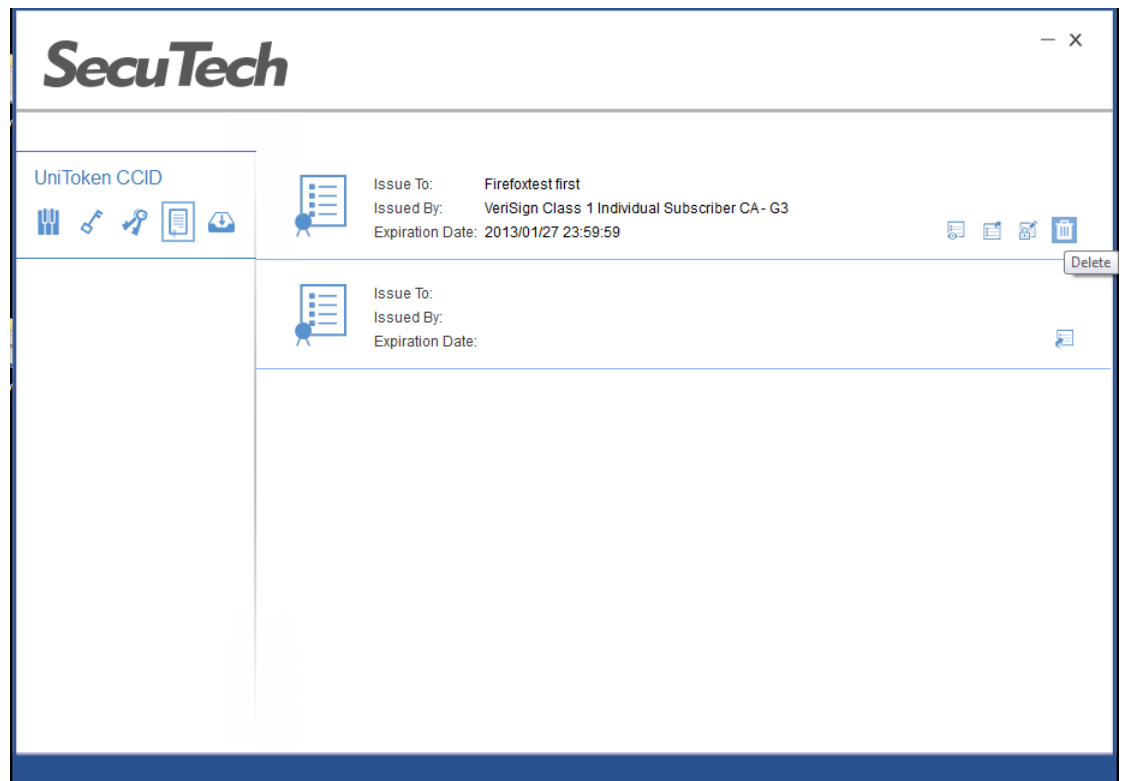 SecuTech
UniToken CCID
Issue To: Firefoxtest first
Issued By: VeriSign Class 1 Individual Subscriber CA - G3
Expiration Date: 2013/01/27 23:59:59
Delete
Issue To:
Issued By:
Expiration Date: